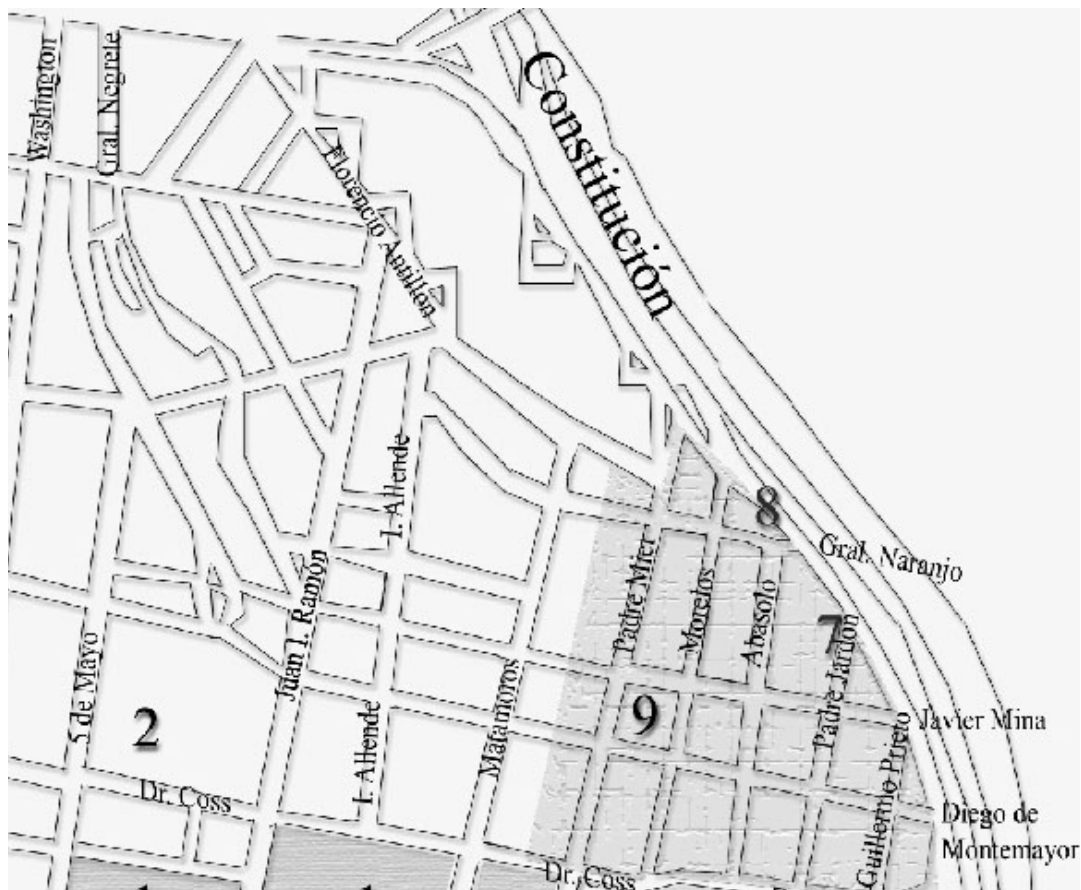 Washington
Gral. Negrete
Constitución
Florencio Antillón
I. Allende
8
Gral. Naranjo
Juan I. Ramón
Padre Mier
Morelos
Abasolo
7
Padre Jardón
5 de Mayo
2
I. Allende
Matamoros
9
Guillermo Prieto
Javier Mina
Dr. Coss
Diego de
Montemayor
Dr. Coss